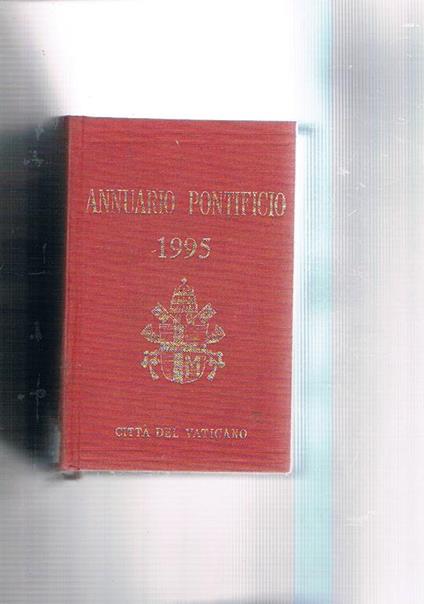 ANNUARIO PONTIFICIO
1995
M
CITTÀ DEL VATICANO